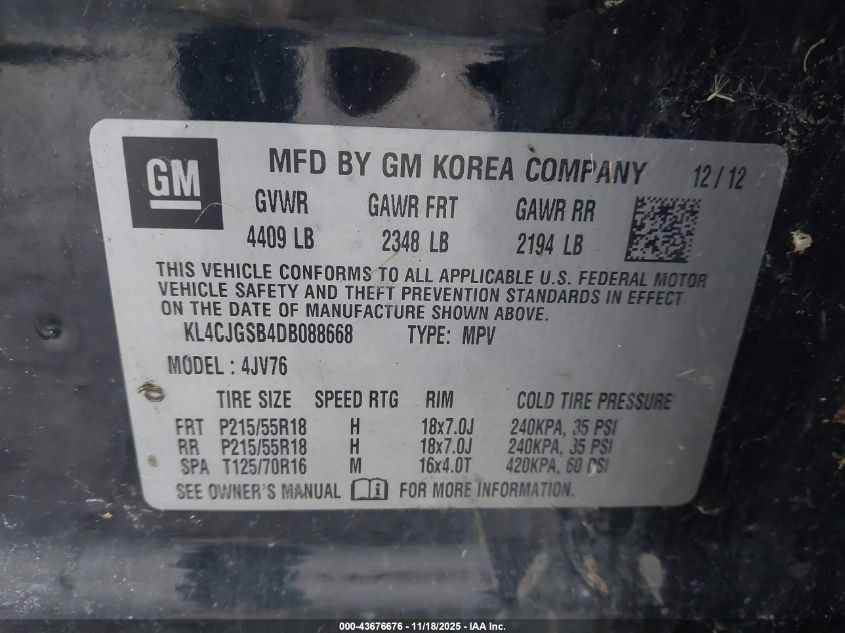 GM
MFD BY GM KOREA COMPANY 12/12
GVWR GAWR FRT GAWR RR
4409 LB 2348 LB 2194 LB
THIS VEHICLE CONFORMS TO ALL APPLICABLE U.S. FEDERAL MOTOR
VEHICLE SAFETY AND THEFT PREVENTION STANDARDS IN EFFECT
ON THE DATE OF MANUFACTURE SHOWN ABOVE.
KL4CJGSB4DB088668 TYPE: MPV
MODEL : 4JV76
TIRE SIZE SPEED RTG RIM COLD TIRE PRESSURE
FRT P215/55R18 H 18x7.0J 240KPA, 35 PSI
RR P215/55R18 H 18x7.0J 240KPA, 35 PSI
SPA T125/70R16 M 16x4.0T 420KPA, 60 PSI
SEE OWNER'S MANUAL FOR MORE INFORMATION.
000-43676676 - 11/18/2025 - IAA Inc.